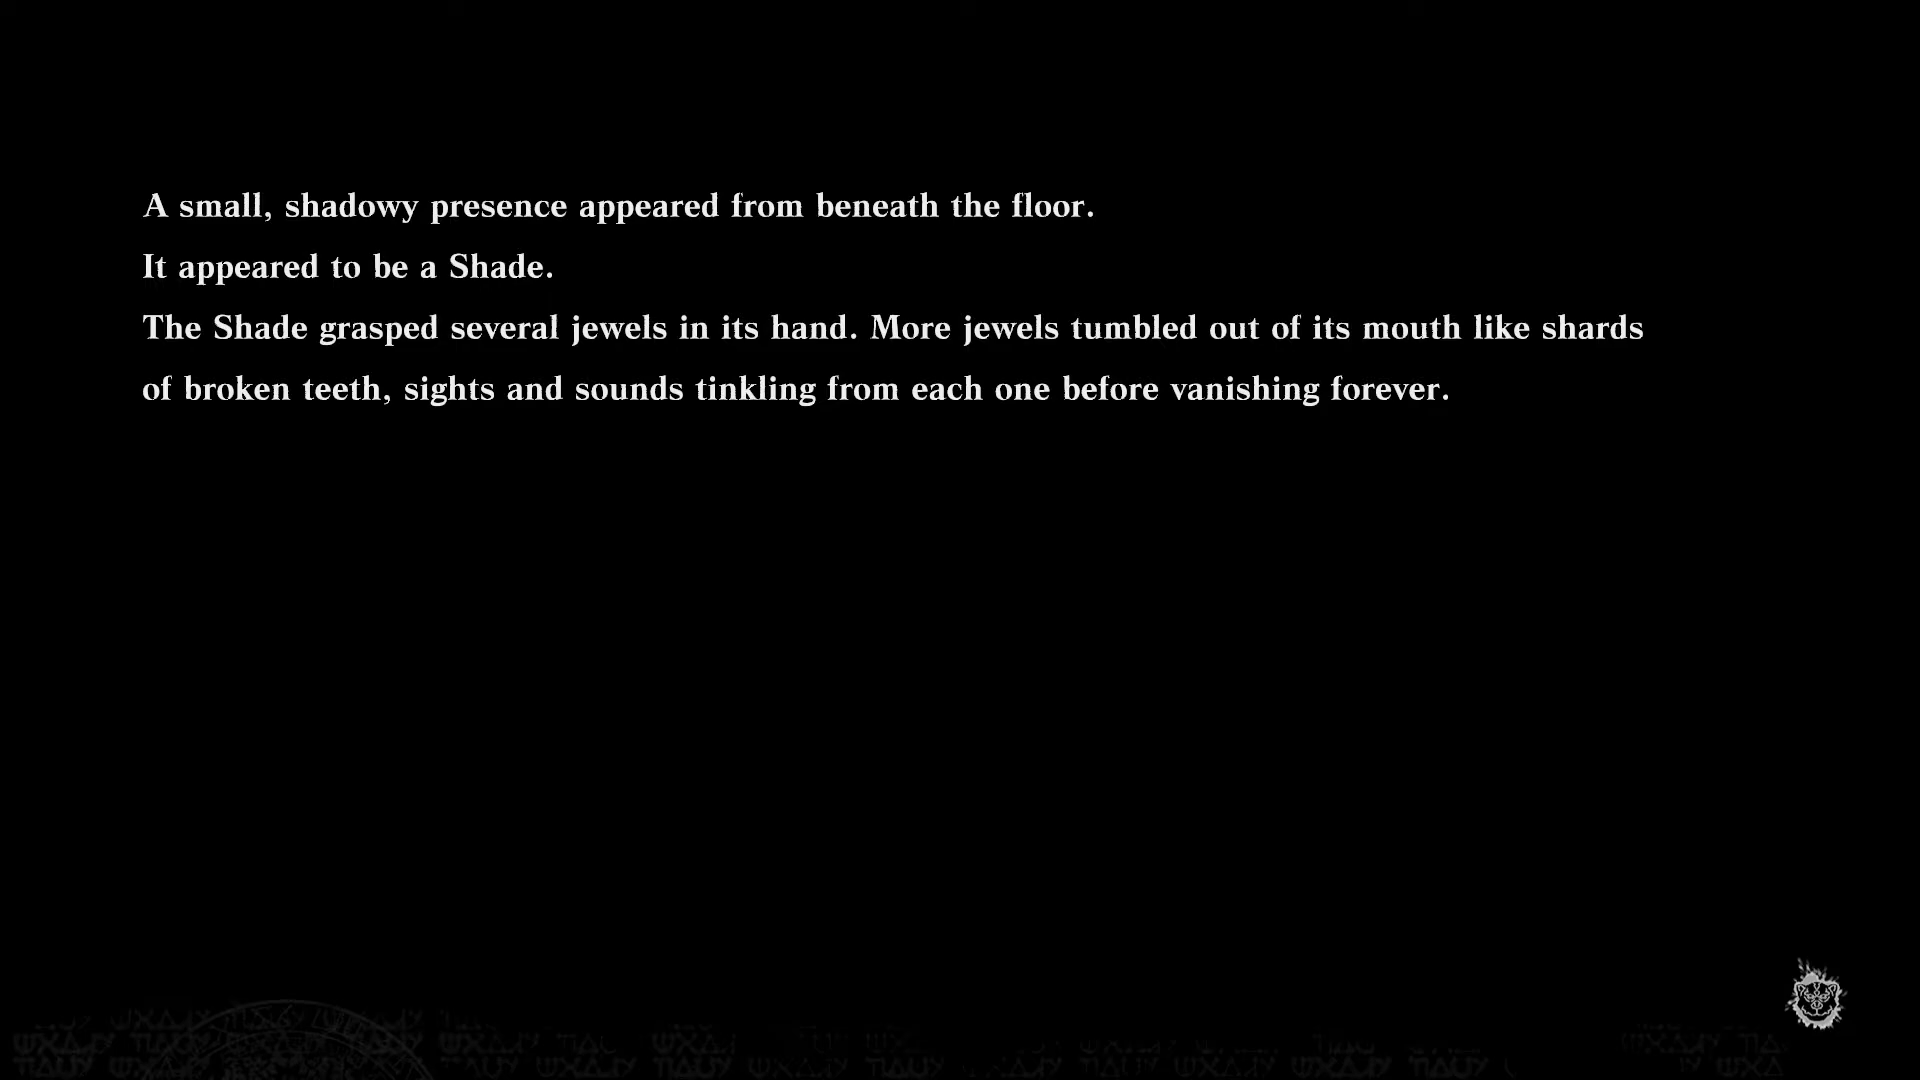 A small, shadowy presence appeared from beneath the floor.
It appeared to be a Shade.
The Shade grasped several jewels in its hand. More jewels tumbled out of its mouth like shards
of broken teeth, sights and sounds tinkling from each one before vanishing forever.